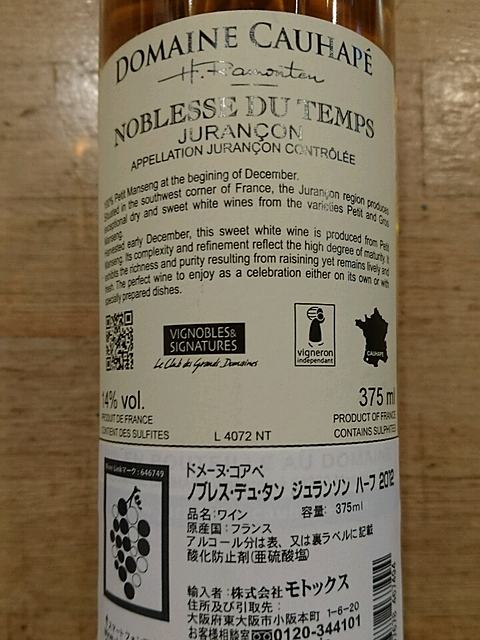 DOMAINE CAUHAPÉ
H. Ramonteu
NOBLESSE DU TEMPS
JURANÇON
APPELLATION JURANÇON CONTRÔLÉE
100% Petit Manseng at the begining of December.
Situated in the southwest corner of France, the Jurançon region produces
exceptional dry and sweet white wines from the varieties Petit and Gros
Manseng.
Harvested early December, this sweet white wine is produced from Petit
Manseng. Its complexity and refinement reflect the high degree of maturity. It
exhibits the richness and purity resulting from raising yet remains lively and
fresh. The perfect wine to enjoy as a celebration either on its own or with
specially prepared dishes.
VIGNOBLES &
SIGNATURES
Le Club des Grands Domaines
vigneron
indépendant
CAUHAPE
14% vol.
375 ml
PRODUIT DE FRANCE
PRODUCT OF FRANCE
CONTIENT DES SULFITES
L 4072 NT
CONTAINS SULPHITES
Wine Linkマーク：646749
ドメーヌ･コアペ
ノブレス･デュ･タン ジュランソン ハーフ 2012
品名：ワイン 容量： 375ml
原産国：フランス
アルコール分は表、又は裏ラベルに記載
酸化防止剤(亜硫酸塩)
輸入者：株式会社 モトックス
住所及び引取先：
大阪府東大阪市小阪本町 1-6-20
お客様相談室 0120-344101